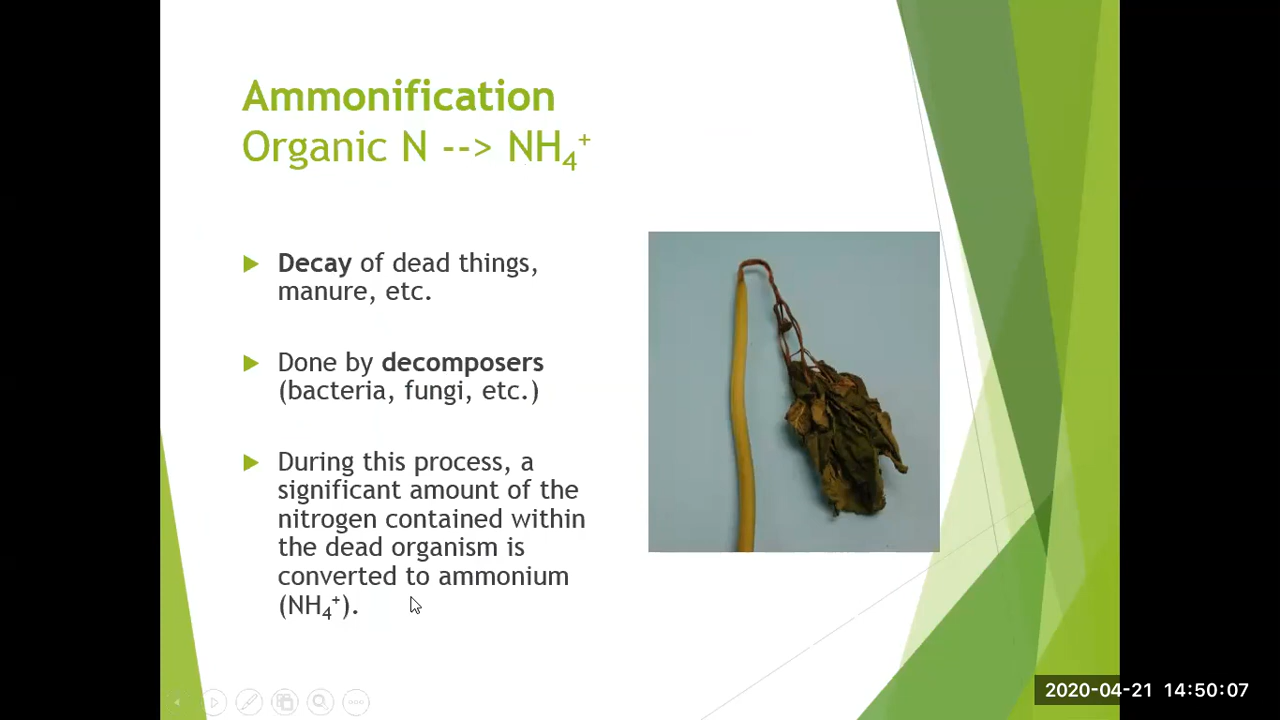 Ammonification
Organic N --> NH₄⁺
Decay of dead things,
manure, etc.
Done by decomposers
(bacteria, fungi, etc.)
During this process, a
significant amount of the
nitrogen contained within
the dead organism is
converted to ammonium
(NH₄⁺).
2020-04-21 14:50:07